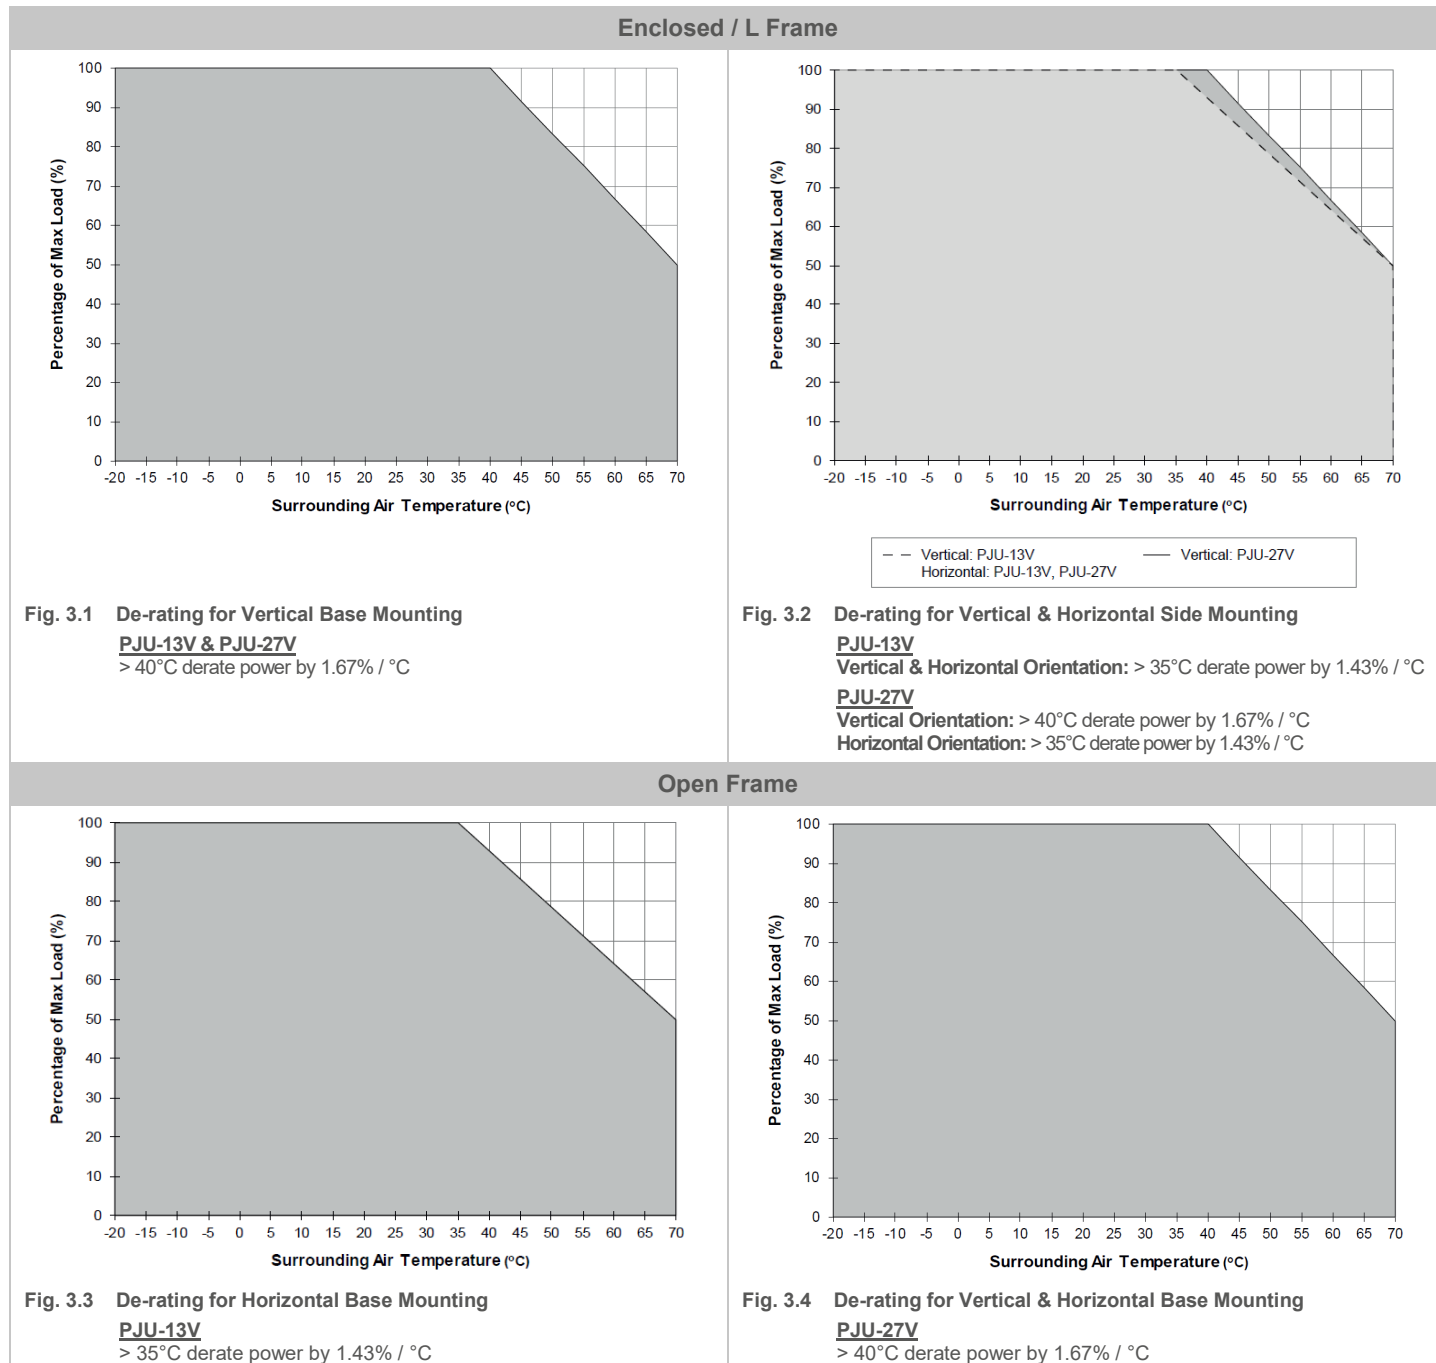 Enclosed / L Frame
Percentage of Max Load (%)
100
90
80
70
60
50
40
30
20
10
0
-20 -15 -10 -5 0 5 10 15 20 25 30 35 40 45 50 55 60 65 70
Surrounding Air Temperature (°C)
Fig. 3.1 De-rating for Vertical Base Mounting
PJU-13V & PJU-27V
> 40°C derate power by 1.67% / °C
Percentage of Max Load (%)
100
90
80
70
60
50
40
30
20
10
0
-20 -15 -10 -5 0 5 10 15 20 25 30 35 40 45 50 55 60 65 70
Surrounding Air Temperature (°C)
– – Vertical: PJU-13V —— Vertical: PJU-27V
Horizontal: PJU-13V, PJU-27V
Fig. 3.2 De-rating for Vertical & Horizontal Side Mounting
PJU-13V
Vertical & Horizontal Orientation: > 35°C derate power by 1.43% / °C
PJU-27V
Vertical Orientation: > 40°C derate power by 1.67% / °C
Horizontal Orientation: > 35°C derate power by 1.43% / °C
Open Frame
Percentage of Max Load (%)
100
90
80
70
60
50
40
30
20
10
0
-20 -15 -10 -5 0 5 10 15 20 25 30 35 40 45 50 55 60 65 70
Surrounding Air Temperature (°C)
Fig. 3.3 De-rating for Horizontal Base Mounting
PJU-13V
> 35°C derate power by 1.43% / °C
Percentage of Max Load (%)
100
90
80
70
60
50
40
30
20
10
0
-20 -15 -10 -5 0 5 10 15 20 25 30 35 40 45 50 55 60 65 70
Surrounding Air Temperature (°C)
Fig. 3.4 De-rating for Vertical & Horizontal Base Mounting
PJU-27V
> 40°C derate power by 1.67% / °C